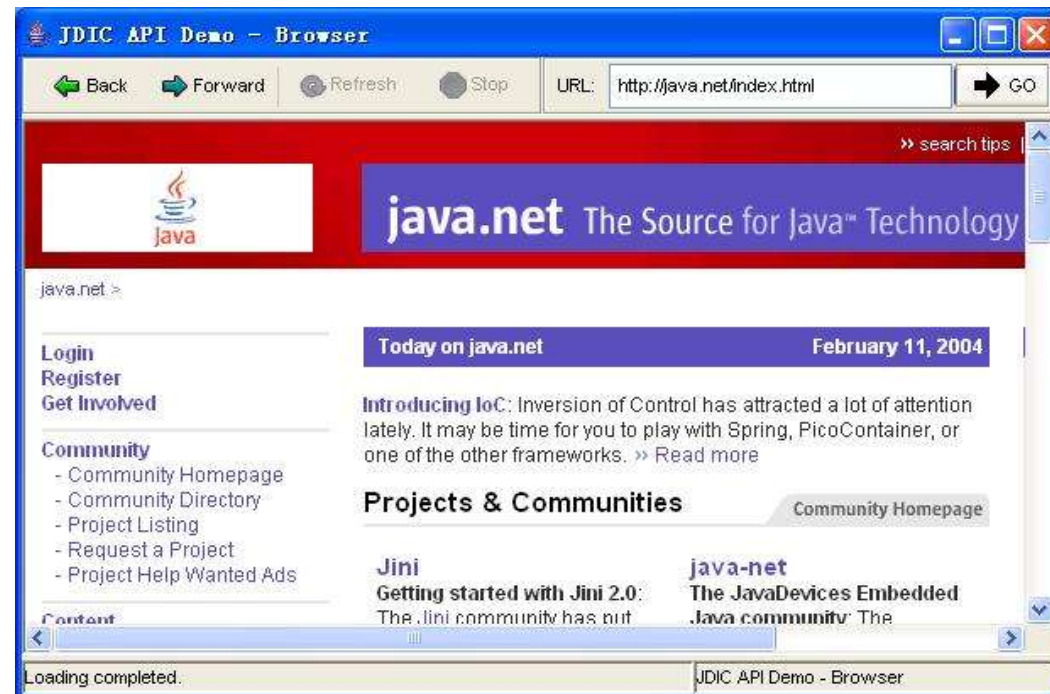 JDIC API Demo - Browser
Back Forward Refresh Stop URL: http://java.net/index.html GO
» search tips |
Java
java.net The Source for Java™ Technology
java.net >
Login
Register
Get Involved
Community
- Community Homepage
- Community Directory
- Project Listing
- Request a Project
- Project Help Wanted Ads
Content
Today on java.net February 11, 2004
Introducing IoC: Inversion of Control has attracted a lot of attention
lately. It may be time for you to play with Spring, PicoContainer, or
one of the other frameworks. » Read more
Projects & Communities Community Homepage
Jini
Getting started with Jini 2.0:
The Jini community has put
java-net
The JavaDevices Embedded
Java community: The
Loading completed. JDIC API Demo - Browser